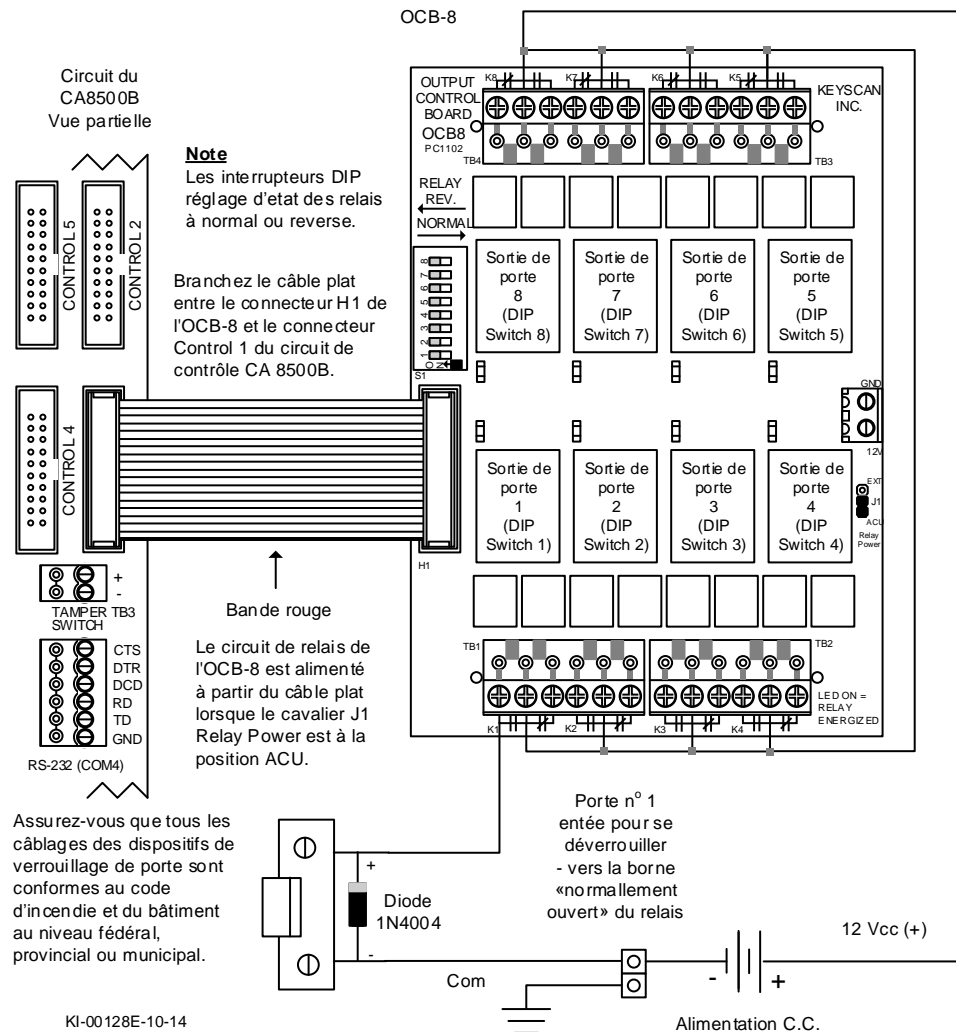 OCB-8
Circuit du
CA8500B
Vue partielle
Note
Les interrupteurs DIP
réglage d'etat des relais
à normal ou reverse.
Branchez le câble plat
entre le connecteur H1 de
l'OCB-8 et le connecteur
Control 1 du circuit de
contrôle CA 8500B.
CONTROL 5
CONTROL 2
CONTROL 4
OUTPUT
CONTROL
BOARD
OCB8
PC1102
K8
K7
K6
K5
KEYSCAN
INC.
TB4
TB3
RELAY
REV.
NORMAL
8
7
6
5
4
3
2
1
ON
S1
Sortie de
porte
8
(DIP
Switch 8)
Sortie de
porte
7
(DIP
Switch 7)
Sortie de
porte
6
(DIP
Switch 6)
Sortie de
porte
5
(DIP
Switch 5)
GND
12V
Sortie de
porte
1
(DIP
Switch 1)
Sortie de
porte
2
(DIP
Switch 2)
Sortie de
porte
3
(DIP
Switch 3)
Sortie de
porte
4
(DIP
Switch 4)
EXT
J1
ACU
Relay
Power
H1
TB1
TB2
K1
K2
K3
K4
LED ON =
RELAY
ENERGIZED
+
-
TAMPER TB3
SWITCH
CTS
DTR
DCD
RD
TD
GND
RS-232 (COM4)
Bande rouge
Le circuit de relais de
l'OCB-8 est alimenté
à partir du câble plat
lorsque le cavalier J1
Relay Power est à la
position ACU.
Assurez-vous que tous les
câblages des dispositifs de
verrouillage de porte sont
conformes au code
d'incendie et du bâtiment
au niveau fédéral,
provincial ou municipal.
+
Diode
1N4004
-
Porte nº 1
entée pour se
déverrouiller
- vers la borne
«normallement
ouvert» du relais
Com
12 Vcc (+)
-
+
Alimentation C.C.
KI-00128E-10-14